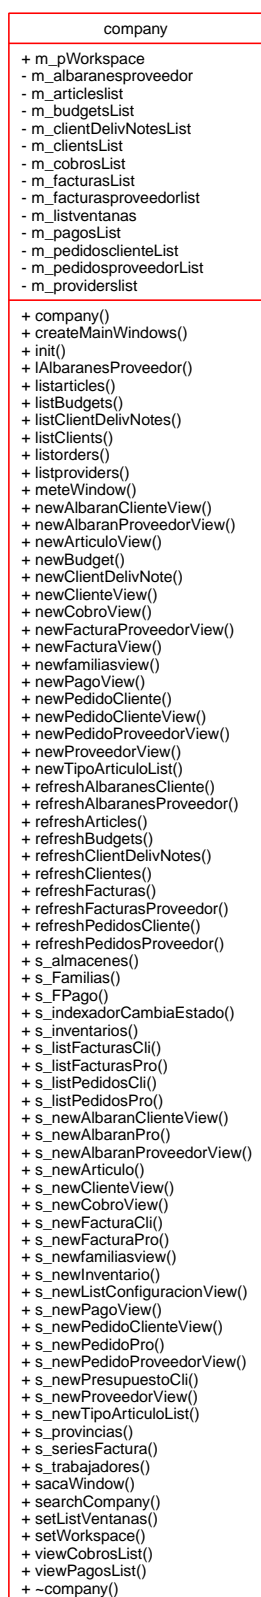 company
+ m_pWorkspace
- m_albaranesproveedor
- m_articleslist
- m_budgetsList
- m_clientDelivNotesList
- m_clientsList
- m_cobrosList
- m_facturasList
- m_facturasproveedorlist
- m_listventanas
- m_pagosList
- m_pedidosclienteList
- m_pedidosproveedorList
- m_providerslist
+ company()
+ createMainWindows()
+ init()
+ lAlbaranesProveedor()
+ listarticles()
+ listBudgets()
+ listClientDelivNotes()
+ listClients()
+ listorders()
+ listproviders()
+ meteWindow()
+ newAlbaranClienteView()
+ newAlbaranProveedorView()
+ newArticuloView()
+ newBudget()
+ newClientDelivNote()
+ newClienteView()
+ newCobroView()
+ newFacturaProveedorView()
+ newFacturaView()
+ newfamiliasview()
+ newPagoView()
+ newPedidoCliente()
+ newPedidoClienteView()
+ newPedidoProveedorView()
+ newProveedorView()
+ newTipoArticuloList()
+ refreshAlbaranesCliente()
+ refreshAlbaranesProveedor()
+ refreshArticles()
+ refreshBudgets()
+ refreshClientDelivNotes()
+ refreshClientes()
+ refreshFacturas()
+ refreshFacturasProveedor()
+ refreshPedidosCliente()
+ refreshPedidosProveedor()
+ s_almacenes()
+ s_Familias()
+ s_FPago()
+ s_indexadorCambiaEstado()
+ s_inventarios()
+ s_listFacturasCli()
+ s_listFacturasPro()
+ s_listPedidosCli()
+ s_listPedidosPro()
+ s_newAlbaranClienteView()
+ s_newAlbaranPro()
+ s_newAlbaranProveedorView()
+ s_newArticulo()
+ s_newClienteView()
+ s_newCobroView()
+ s_newFacturaCli()
+ s_newFacturaPro()
+ s_newfamiliasview()
+ s_newInventario()
+ s_newListConfiguracionView()
+ s_newPagoView()
+ s_newPedidoClienteView()
+ s_newPedidoPro()
+ s_newPedidoProveedorView()
+ s_newPresupuestoCli()
+ s_newProveedorView()
+ s_newTipoArticuloList()
+ s_provincias()
+ s_seriesFactura()
+ s_trabajadores()
+ sacaWindow()
+ searchCompany()
+ setListVentanas()
+ setWorkspace()
+ viewCobrosList()
+ viewPagosList()
+ ~company()